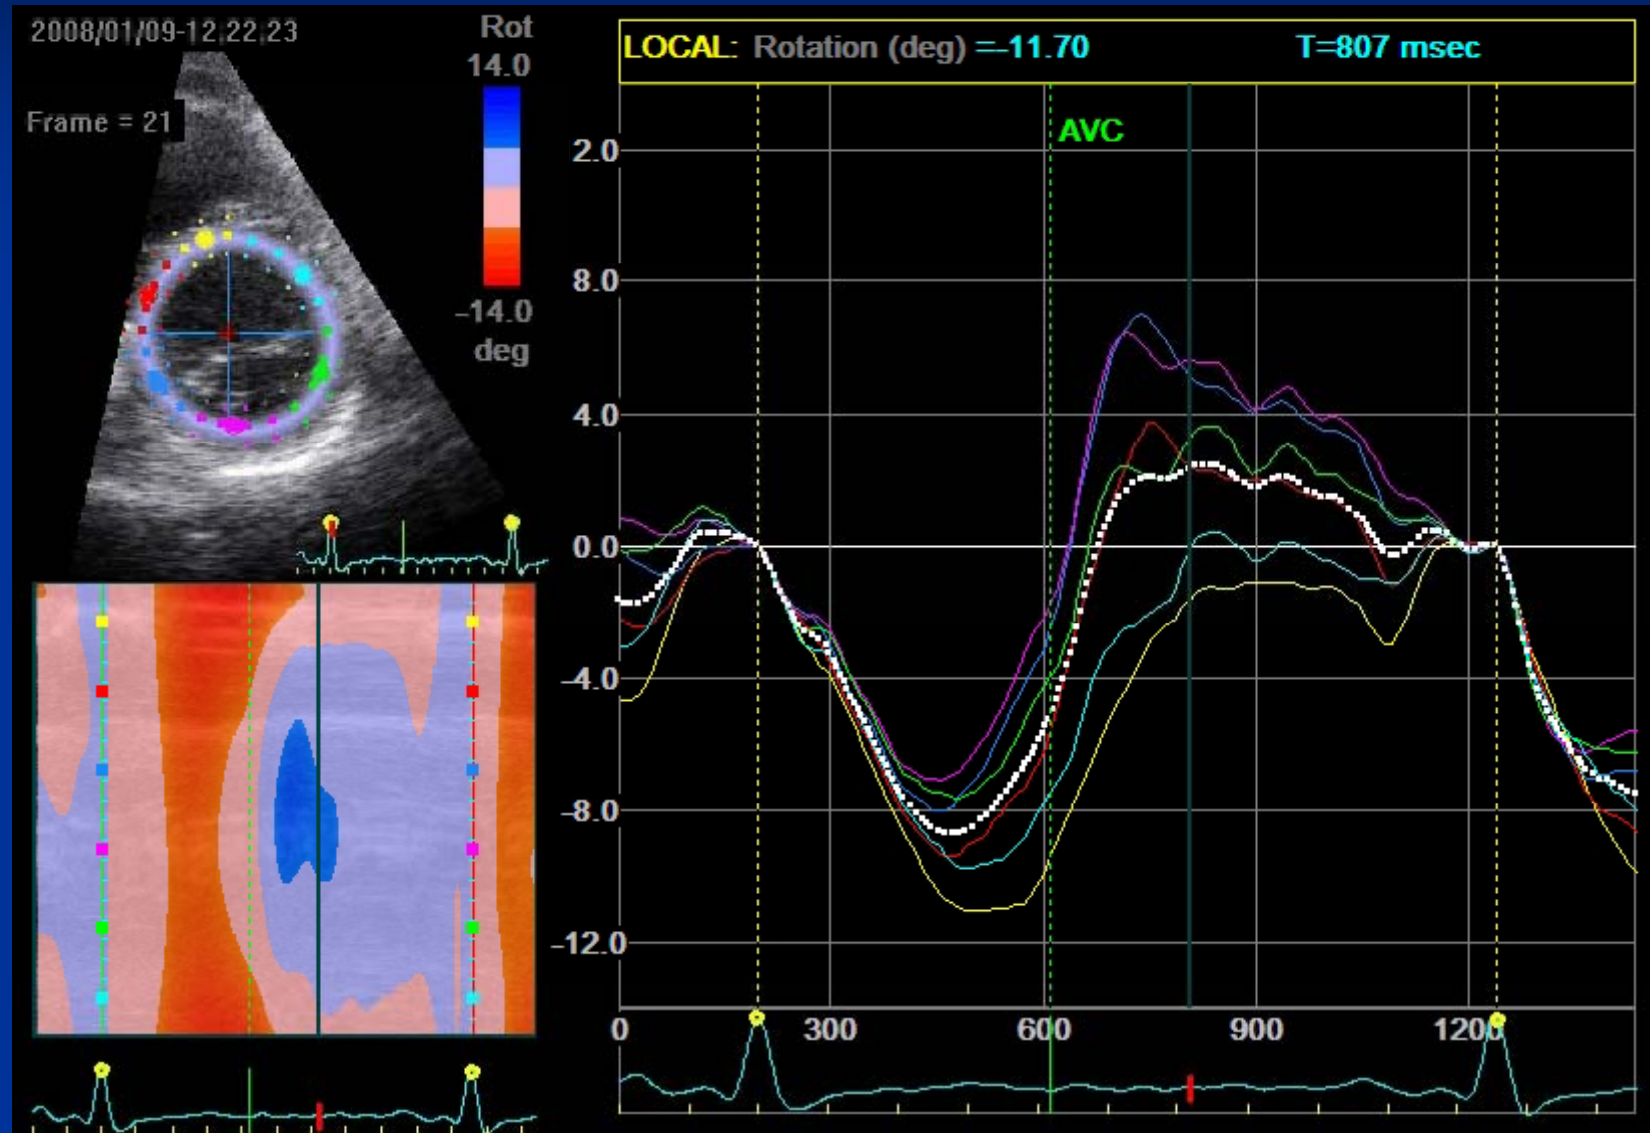 2008/01/09-12:22:23
Frame = 21
Rot
14.0
-14.0
deg
LOCAL: Rotation (deg) =-11.70 T=807 msec
AVC
2.0
8.0
4.0
0.0
-4.0
-8.0
-12.0
0 300 600 900 1200